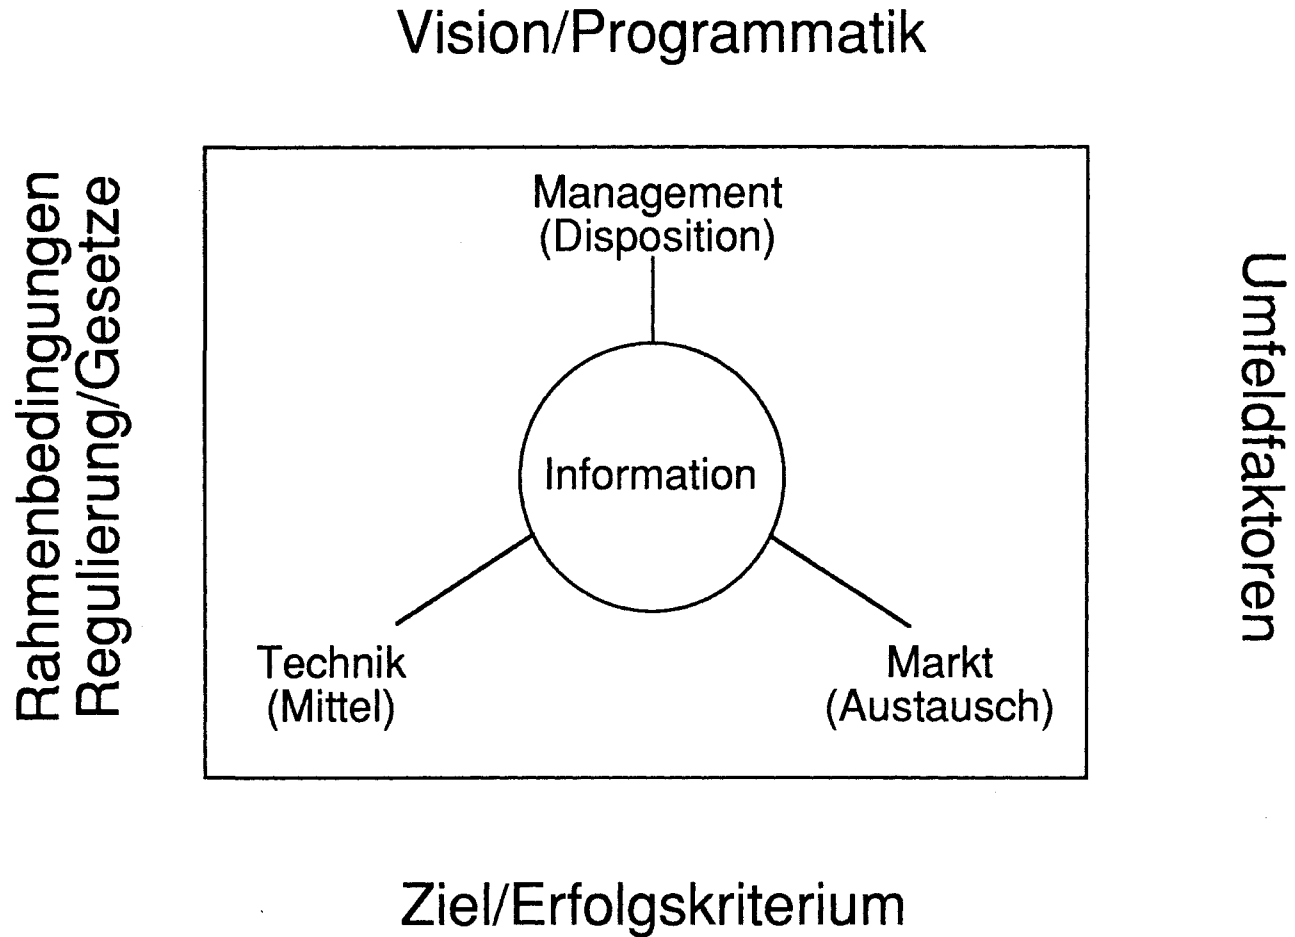 Vision/Programmatik
Rahmenbedingungen
Regulierung/Gesetze
Management
(Disposition)
Information
Technik
(Mittel)
Markt
(Austausch)
Umfeldfaktoren
Ziel/Erfolgskriterium